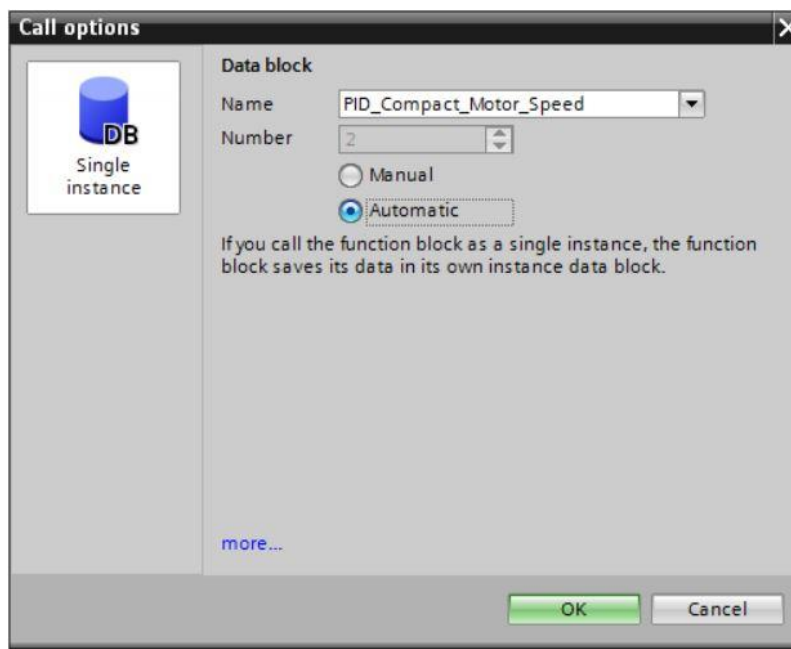 Call options
DB
Single
instance
Data block
Name PID_Compact_Motor_Speed
Number 2
Manual
Automatic
If you call the function block as a single instance, the function
block saves its data in its own instance data block.
more...
OK Cancel